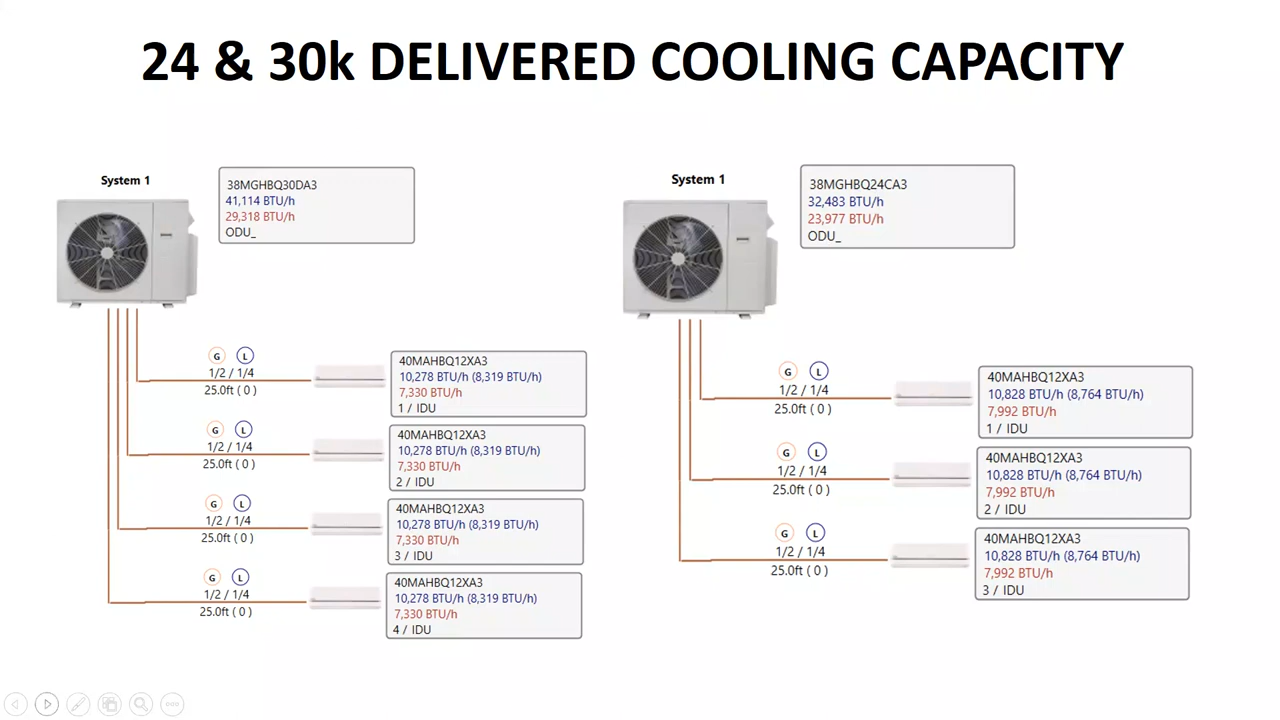 24 & 30k DELIVERED COOLING CAPACITY
System 1
38MGHBQ30DA3
41,114 BTU/h
29,318 BTU/h
ODU_
G L
1/2 / 1/4
25.0ft ( 0 )
40MAHBQ12XA3
10,278 BTU/h (8,319 BTU/h)
7,330 BTU/h
1 / IDU
G L
1/2 / 1/4
25.0ft ( 0 )
40MAHBQ12XA3
10,278 BTU/h (8,319 BTU/h)
7,330 BTU/h
2 / IDU
G L
1/2 / 1/4
25.0ft ( 0 )
40MAHBQ12XA3
10,278 BTU/h (8,319 BTU/h)
7,330 BTU/h
3 / IDU
G L
1/2 / 1/4
25.0ft ( 0 )
40MAHBQ12XA3
10,278 BTU/h (8,319 BTU/h)
7,330 BTU/h
4 / IDU
System 1
38MGHBQ24CA3
32,483 BTU/h
23,977 BTU/h
ODU_
G L
1/2 / 1/4
25.0ft ( 0 )
40MAHBQ12XA3
10,828 BTU/h (8,764 BTU/h)
7,992 BTU/h
1 / IDU
G L
1/2 / 1/4
25.0ft ( 0 )
40MAHBQ12XA3
10,828 BTU/h (8,764 BTU/h)
7,992 BTU/h
2 / IDU
G L
1/2 / 1/4
25.0ft ( 0 )
40MAHBQ12XA3
10,828 BTU/h (8,764 BTU/h)
7,992 BTU/h
3 / IDU